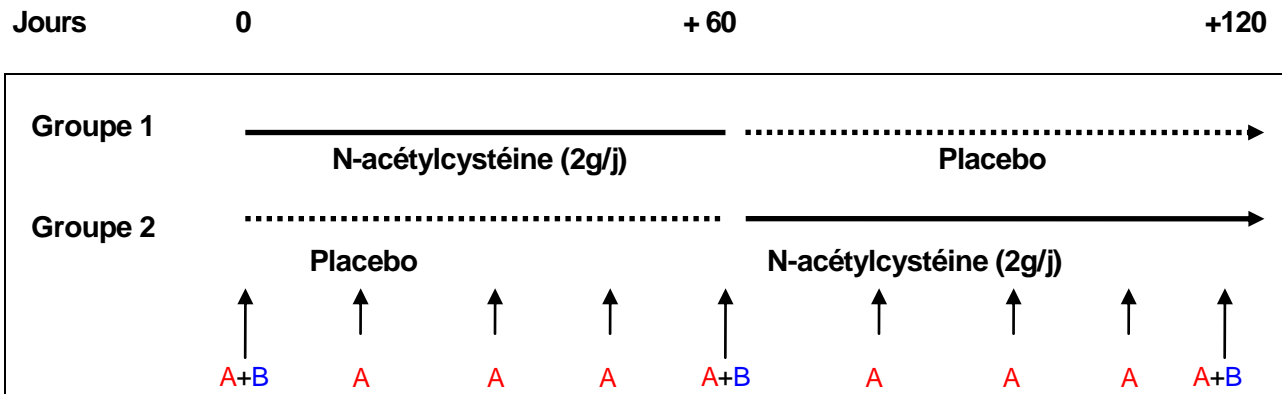 Jours 0 + 60 +120
Groupe 1
N-acétylcystéine (2g/j) Placebo
Groupe 2
Placebo N-acétylcystéine (2g/j)
A+B A A A A+B A A A A+B